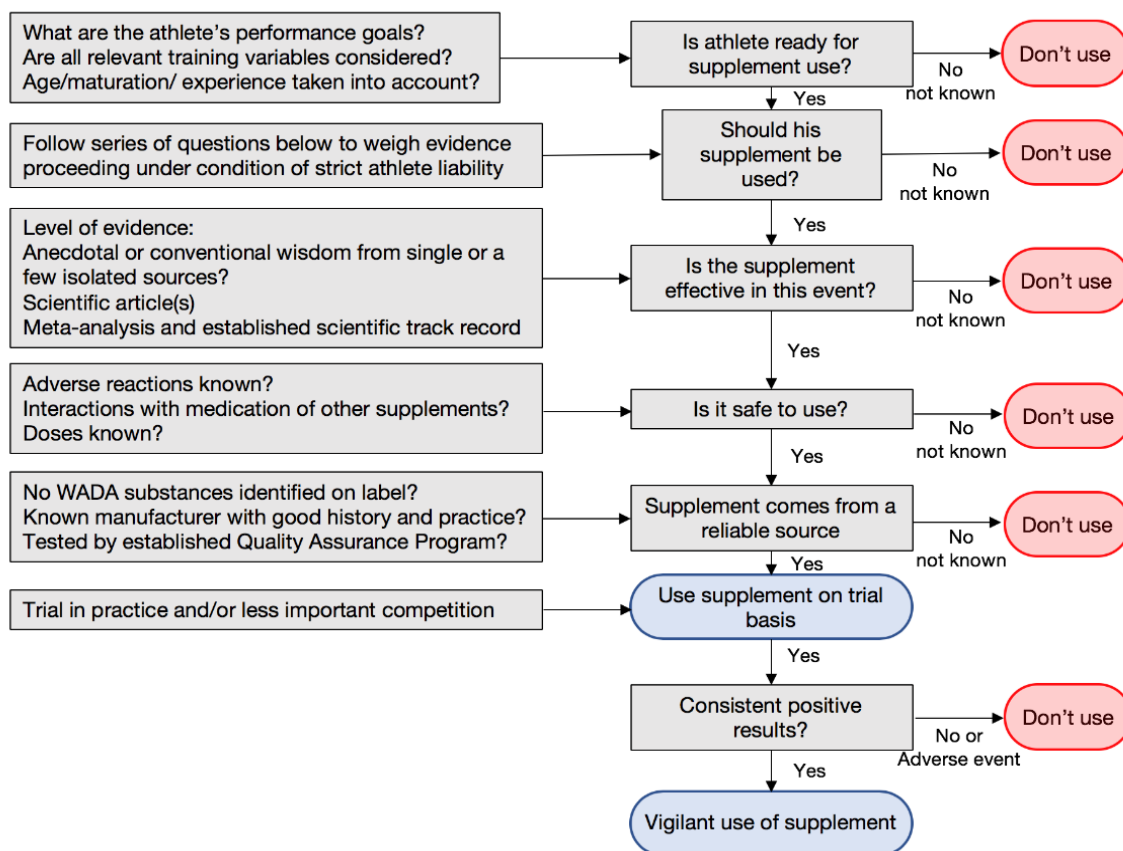 What are the athlete's performance goals?
Are all relevant training variables considered?
Age/maturation/ experience taken into account?
Is athlete ready for
supplement use?
No
not known
Don't use
Yes
Follow series of questions below to weigh evidence
proceeding under condition of strict athlete liability
Should his
supplement be
used?
No
not known
Don't use
Yes
Level of evidence:
Anecdotal or conventional wisdom from single or a
few isolated sources?
Scientific article(s)
Meta-analysis and established scientific track record
Is the supplement
effective in this event?
No
not known
Don't use
Yes
Adverse reactions known?
Interactions with medication of other supplements?
Doses known?
Is it safe to use?
No
not known
Don't use
Yes
No WADA substances identified on label?
Known manufacturer with good history and practice?
Tested by established Quality Assurance Program?
Supplement comes from a
reliable source
No
not known
Don't use
Yes
Trial in practice and/or less important competition
Use supplement on trial
basis
Yes
Consistent positive
results?
No or
Adverse event
Don't use
Yes
Vigilant use of supplement